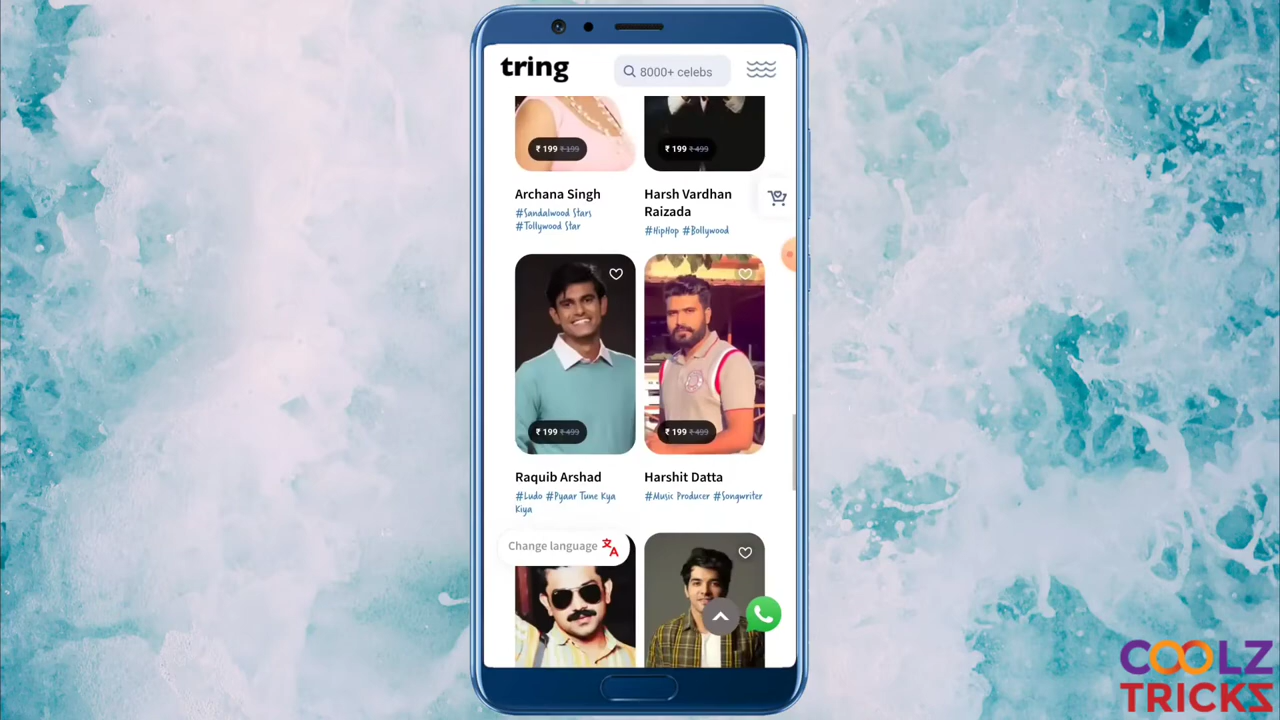 tring
8000+ celebs
₹ 199 ₹ 199
₹ 199 ₹ 499
Archana Singh
#Sandalwood Stars
#Tollywood Star
Harsh Vardhan
Raizada
#HipHop #Bollywood
₹ 199 ₹ 499
₹ 199 ₹ 499
Raquib Arshad
#Ludo #Pyaar Tune Kya
Kiya
Harshit Datta
#Music Producer #Songwriter
Change language
COOLZ
TRICKS